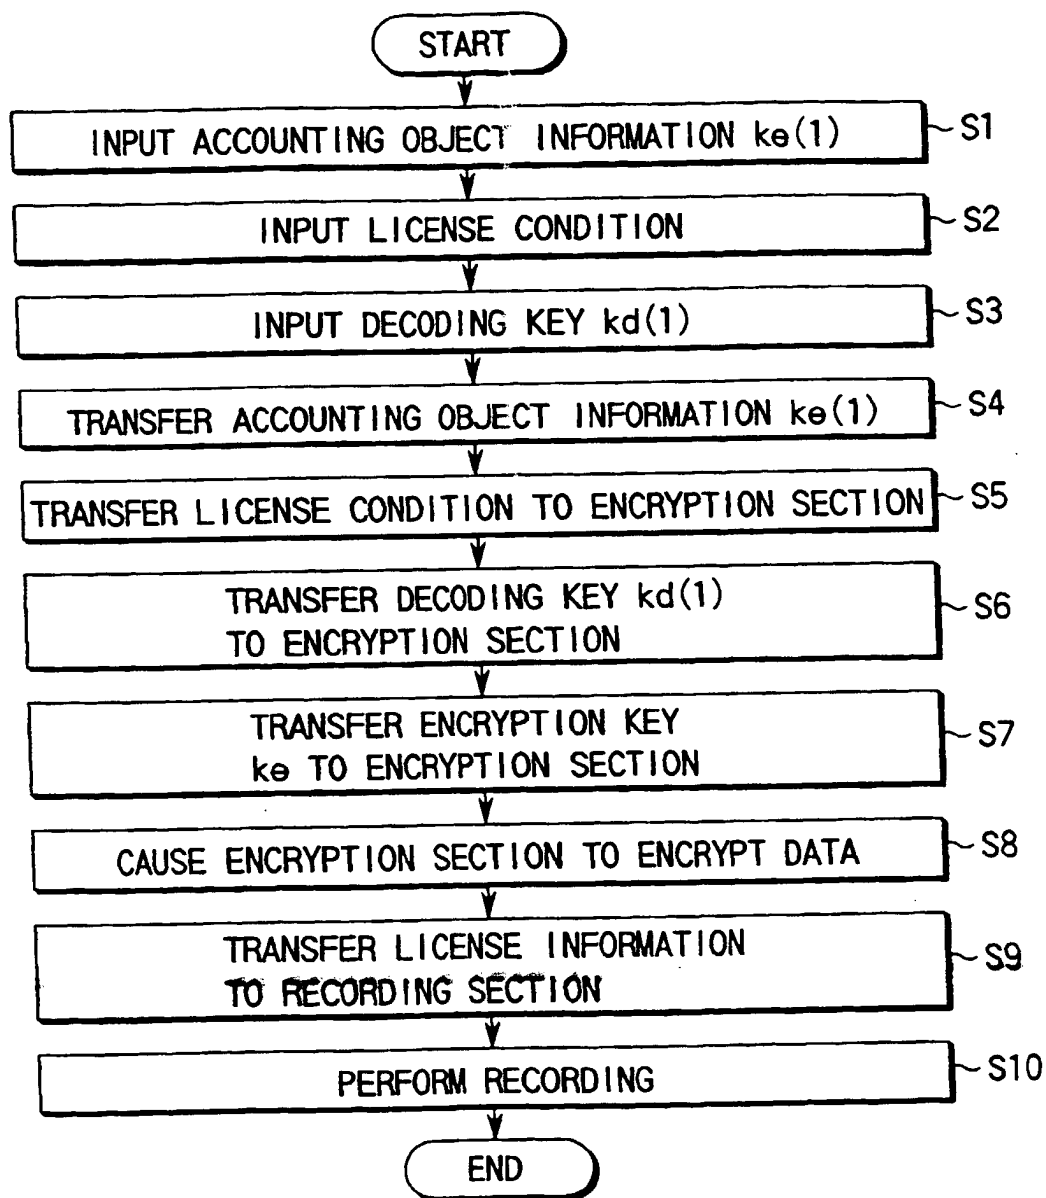 START
INPUT ACCOUNTING OBJECT INFORMATION ke(1)
S1
INPUT LICENSE CONDITION
S2
INPUT DECODING KEY kd(1)
S3
TRANSFER ACCOUNTING OBJECT INFORMATION ke(1)
S4
TRANSFER LICENSE CONDITION TO ENCRYPTION SECTION
S5
TRANSFER DECODING KEY kd(1)
TO ENCRYPTION SECTION
S6
TRANSFER ENCRYPTION KEY
ke TO ENCRYPTION SECTION
S7
CAUSE ENCRYPTION SECTION TO ENCRYPT DATA
S8
TRANSFER LICENSE INFORMATION
TO RECORDING SECTION
S9
PERFORM RECORDING
S10
END